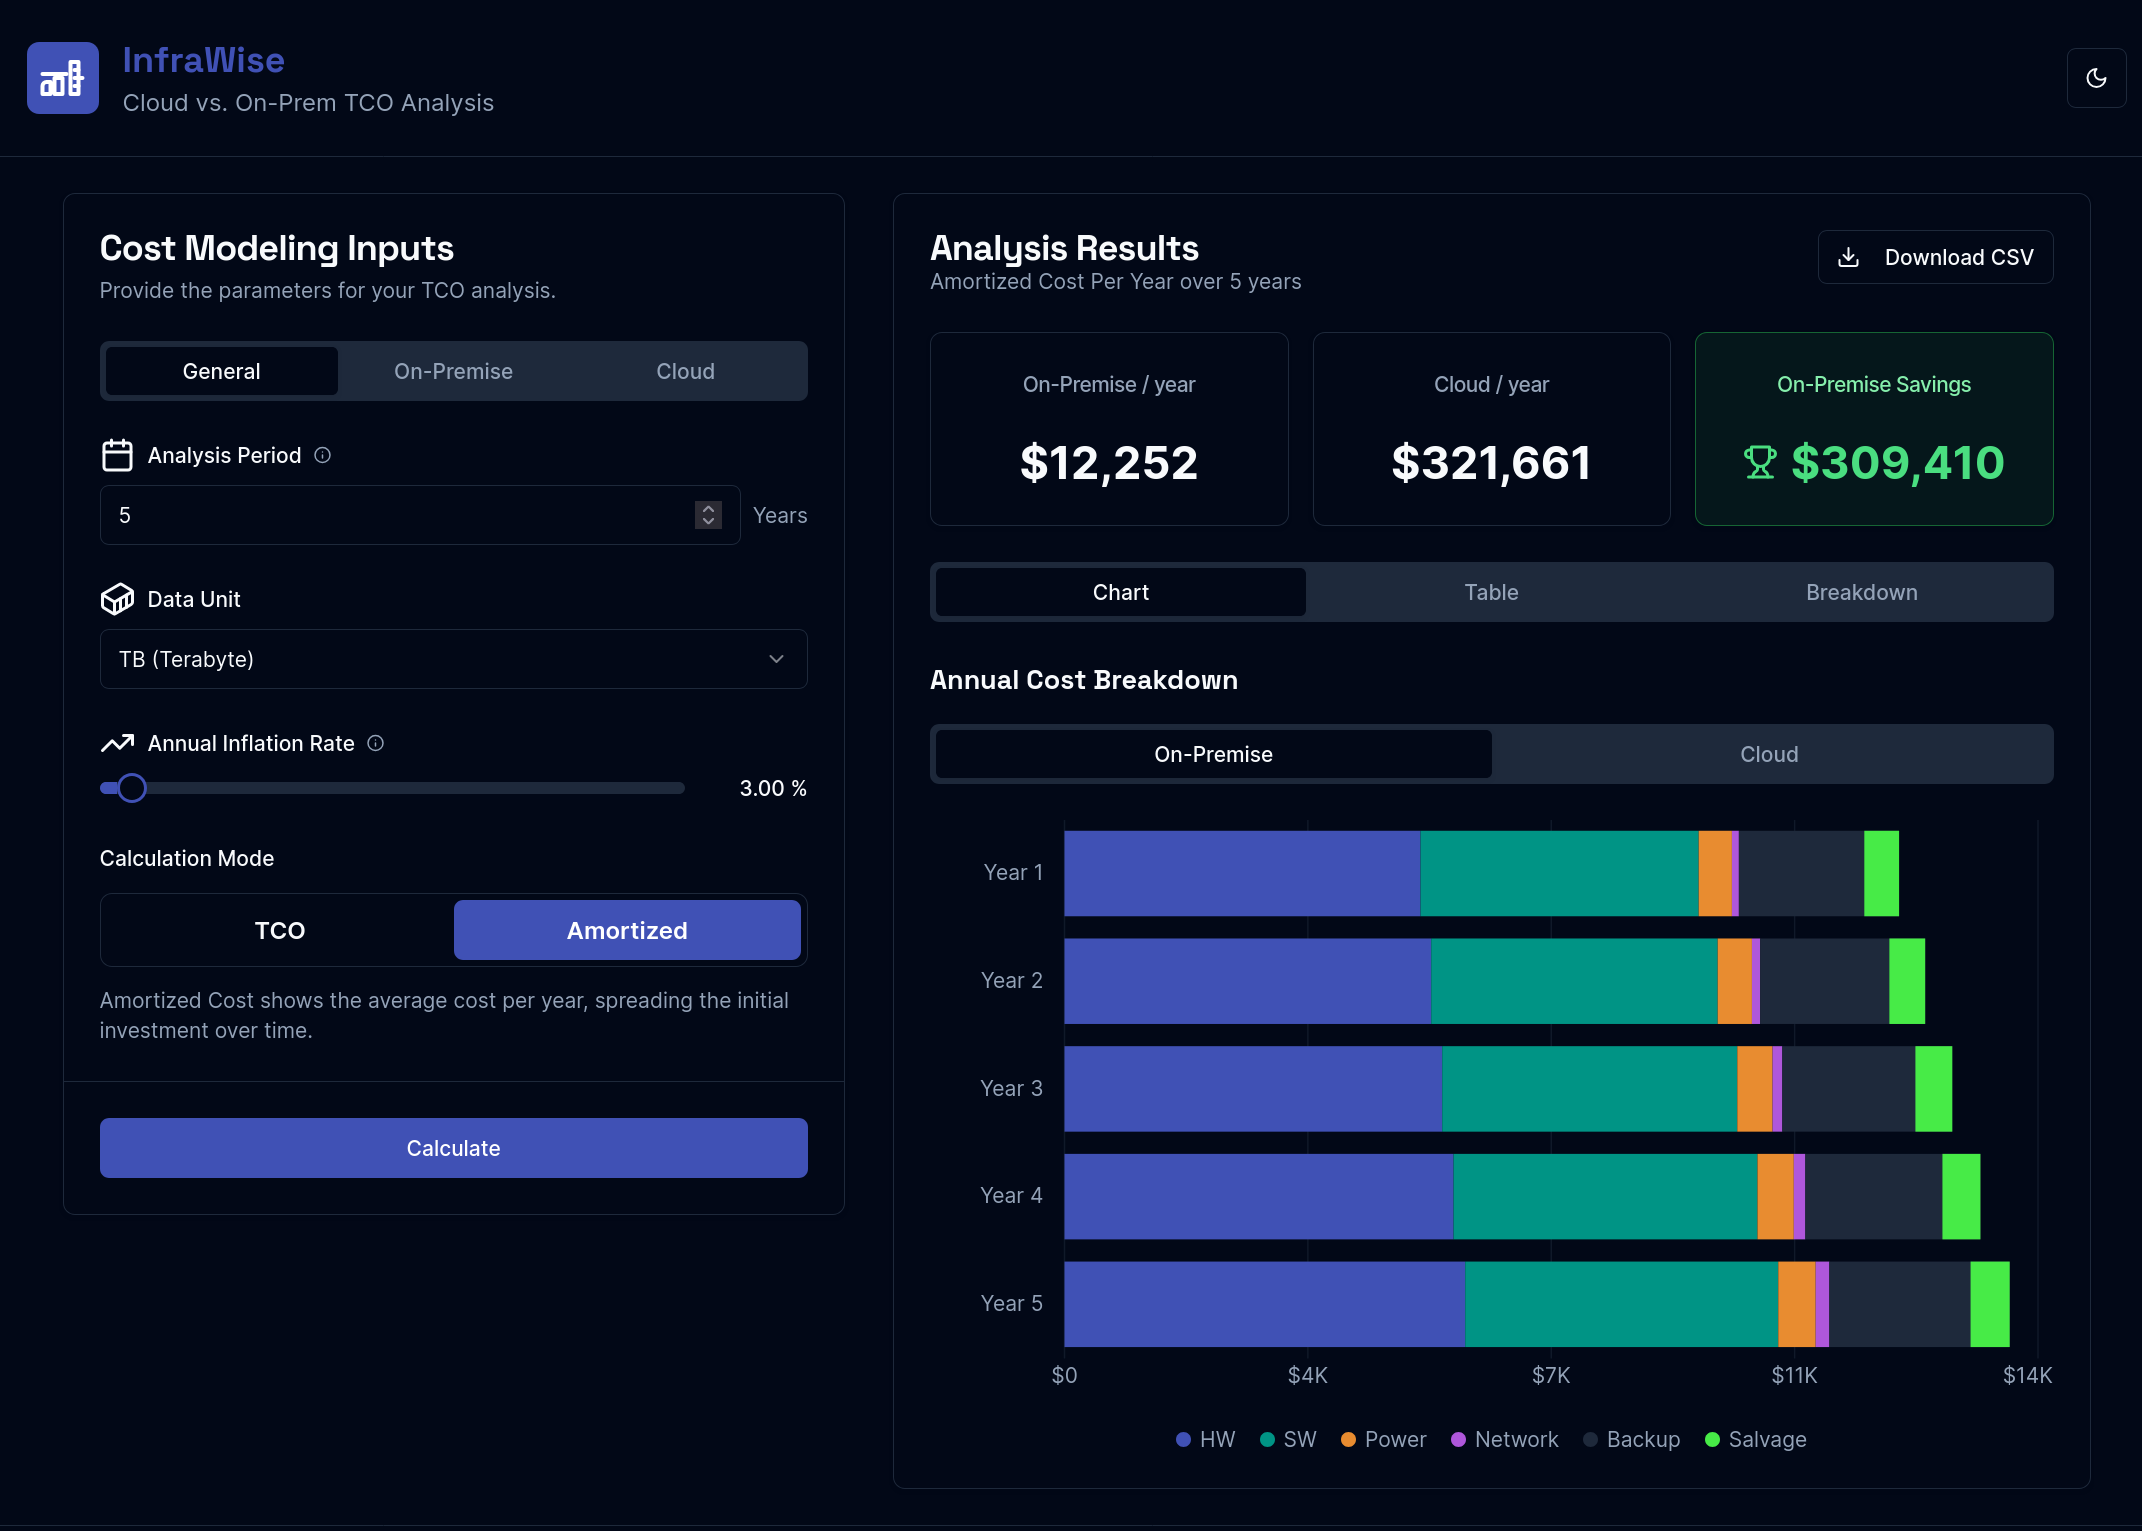 InfraWise
Cloud vs. On-Prem TCO Analysis
Cost Modeling Inputs
Provide the parameters for your TCO analysis.
General On-Premise Cloud
Analysis Period
5 Years
Data Unit
TB (Terabyte)
Annual Inflation Rate
3.00 %
Calculation Mode
TCO Amortized
Amortized Cost shows the average cost per year, spreading the initial
investment over time.
Calculate
Analysis Results
Amortized Cost Per Year over 5 years
Download CSV
On-Premise / year
$12,252
Cloud / year
$321,661
On-Premise Savings
$309,410
Chart Table Breakdown
Annual Cost Breakdown
On-Premise Cloud
Year 1
Year 2
Year 3
Year 4
Year 5
$0 $4K $7K $11K $14K
HW SW Power Network Backup Salvage